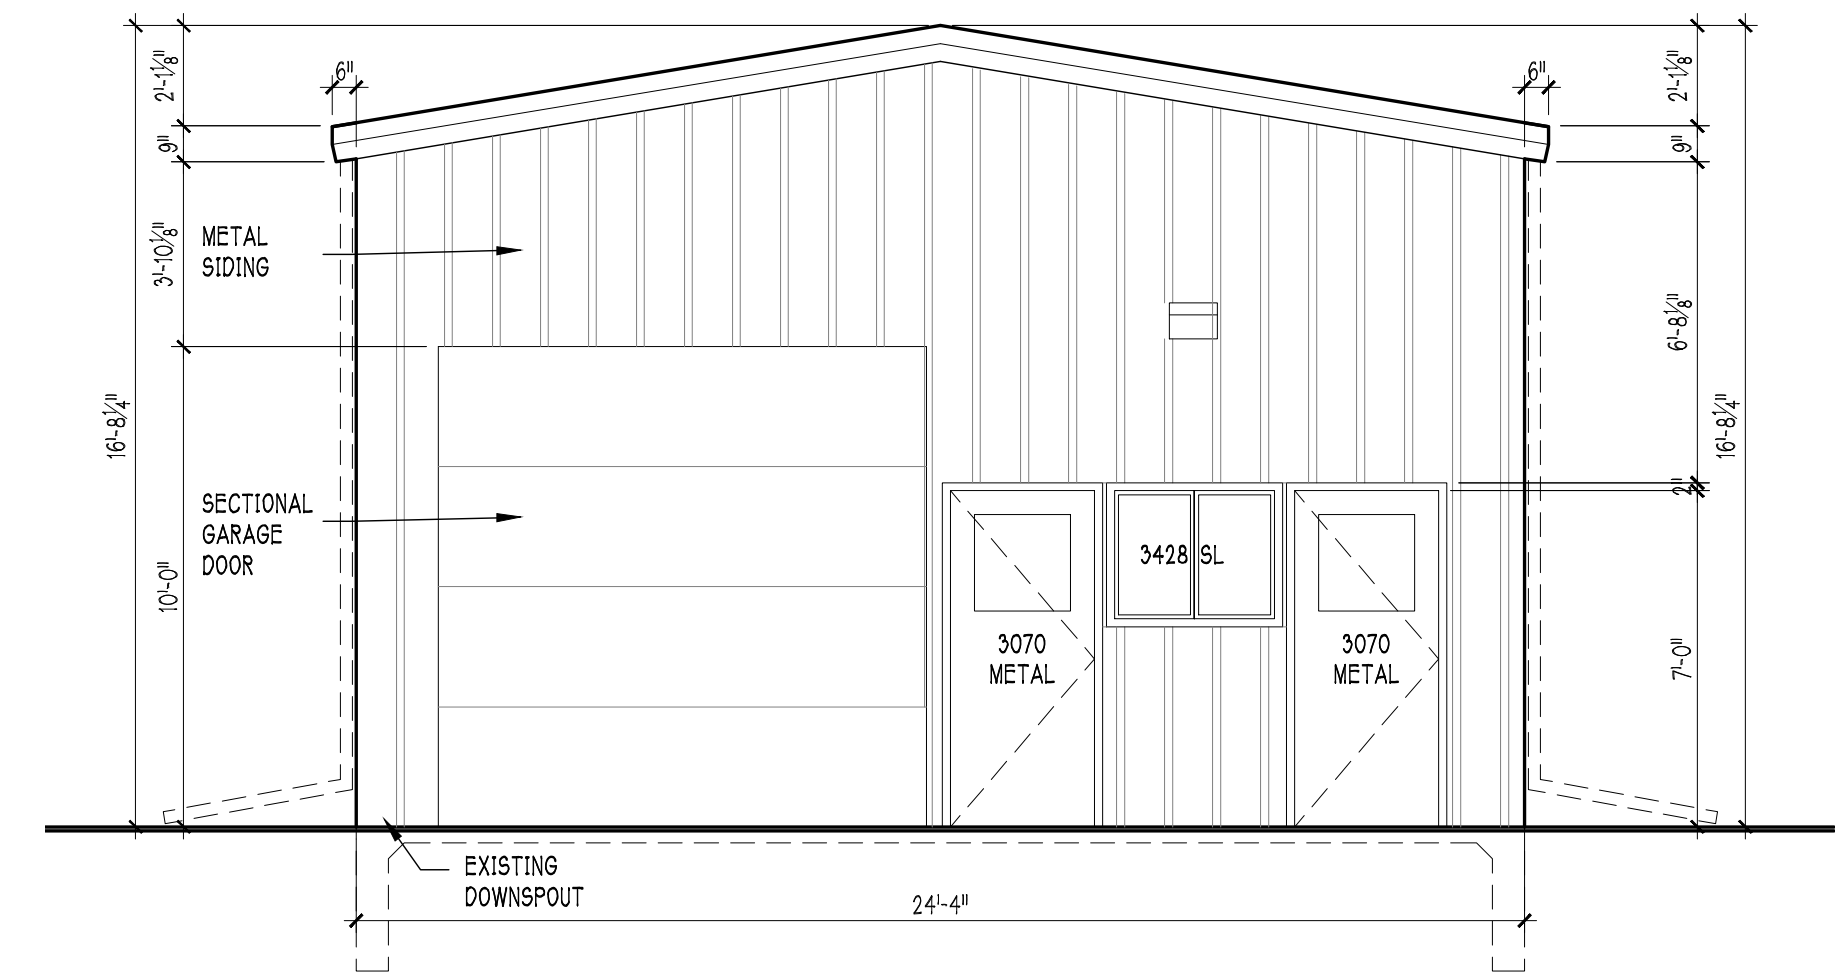 6"
6"
2'-1⅛"
2'-1⅛"
9"
9"
METAL
SIDING
3'-10⅛"
6'-8⅛"
16'-8¼"
16'-8¼"
2"
SECTIONAL
GARAGE
DOOR
3428 SL
10'-0"
3070
METAL
3070
METAL
7'-0"
EXISTING
DOWNSPOUT
24'-4"